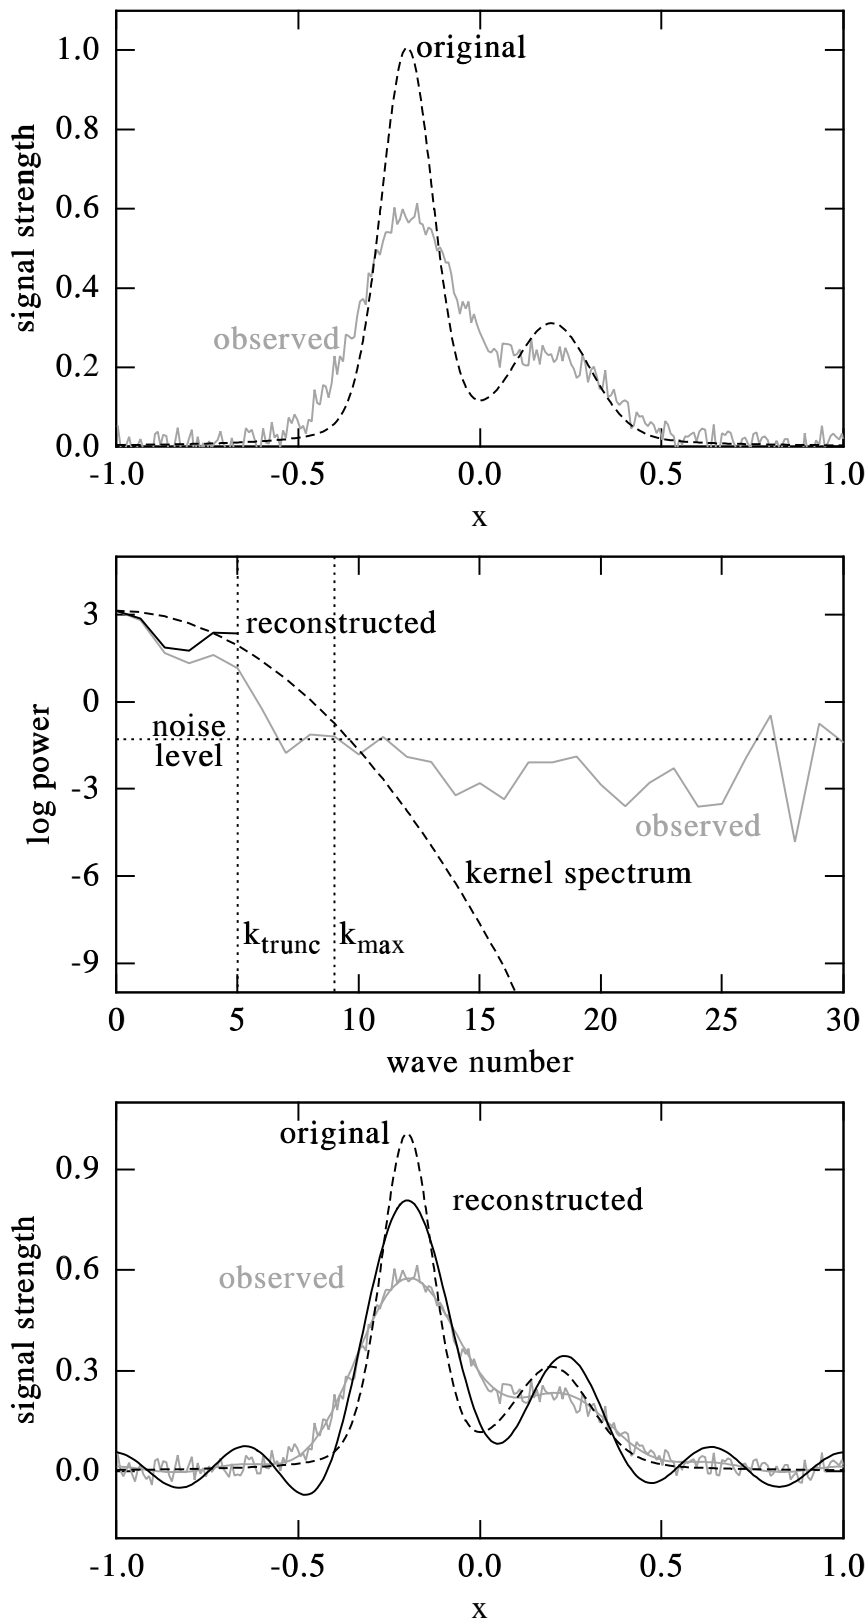 1.0
original
0.8
0.6
0.4
observed
0.2
0.0
signal strength
-1.0 -0.5 0.0 0.5 1.0
x
3
reconstructed
0
noise
level
-3
observed
kernel spectrum
-6
k_trunc k_max
-9
log power
0 5 10 15 20 25 30
wave number
original
0.9
reconstructed
observed
0.6
0.3
0.0
signal strength
-1.0 -0.5 0.0 0.5 1.0
x